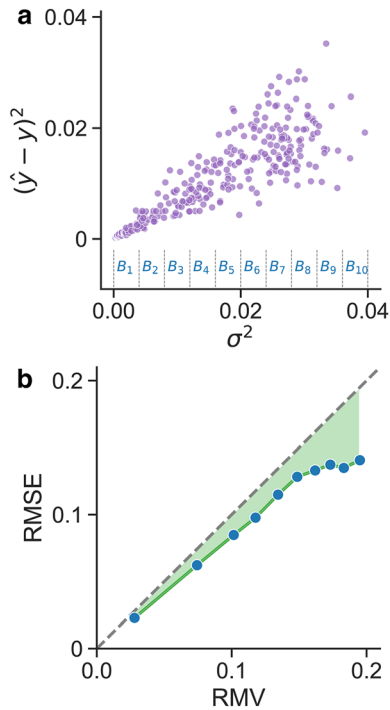 a
0.04
0.02
0
(ŷ − y)²
B₁ B₂ B₃ B₄ B₅ B₆ B₇ B₈ B₉ B₁₀
0.00 0.02 0.04
σ²
b
0.2
0.1
0
RMSE
0.0 0.1 0.2
RMV